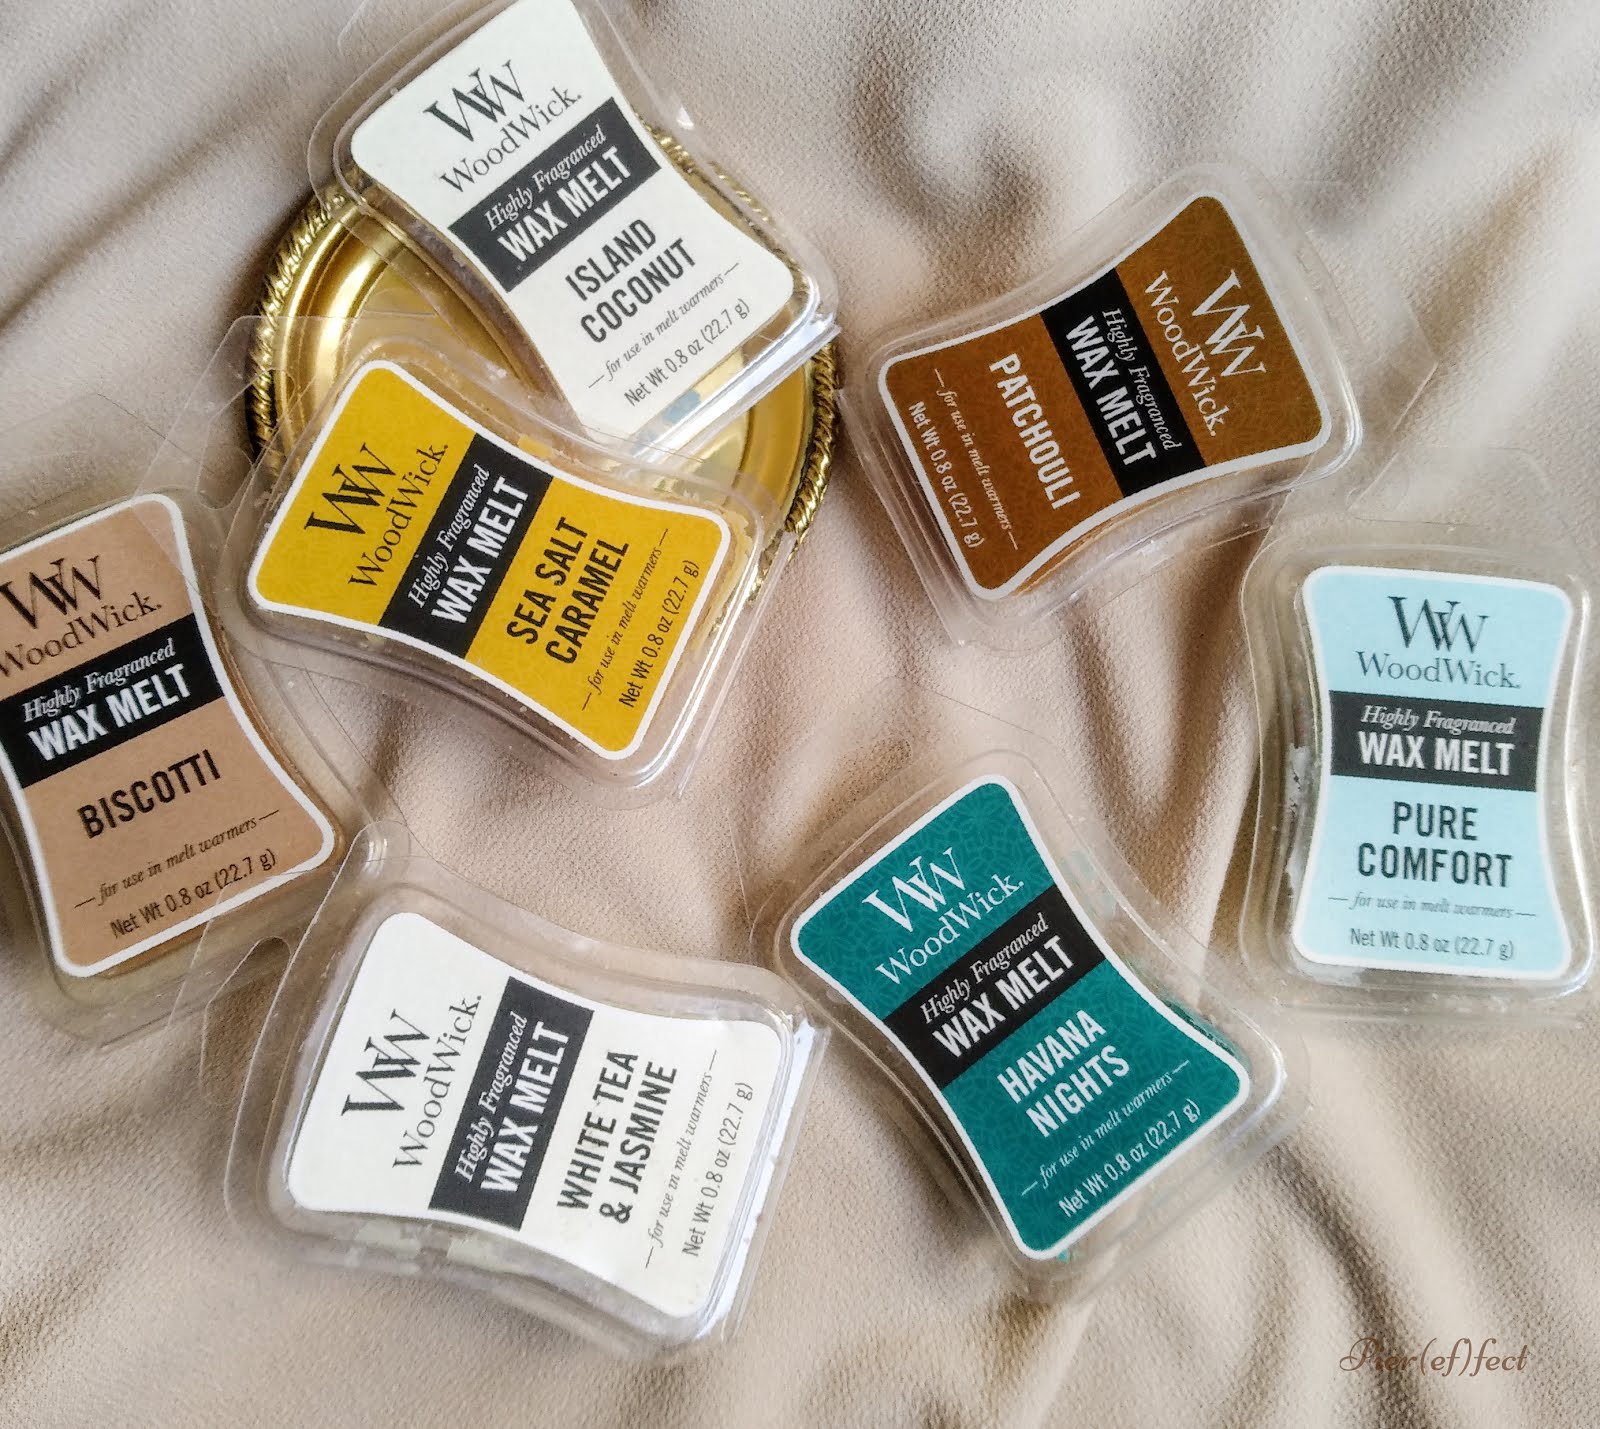 WW
WoodWick.
Highly Fragranced
WAX MELT
ISLAND
COCONUT
—for use in melt warmers—
Net Wt 0.8 oz (22.7 g)
WW
WoodWick.
Highly Fragranced
WAX MELT
PATCHOULI
—for use in melt warmers—
Net Wt 0.8 oz (22.7 g)
WW
WoodWick.
Highly Fragranced
WAX MELT
SEA SALT
CARAMEL
—for use in melt warmers—
Net Wt 0.8 oz (22.7 g)
WW
WoodWick.
Highly Fragranced
WAX MELT
BISCOTTI
—for use in melt warmers—
Net Wt 0.8 oz (22.7 g)
WW
WoodWick.
Highly Fragranced
WAX MELT
PURE
COMFORT
—for use in melt warmers—
Net Wt 0.8 oz (22.7 g)
WW
WoodWick.
Highly Fragranced
WAX MELT
HAVANA
NIGHTS
—for use in melt warmers—
Net Wt 0.8 oz (22.7 g)
WW
WoodWick.
Highly Fragranced
WAX MELT
WHITE TEA
& JASMINE
—for use in melt warmers—
Net Wt 0.8 oz (22.7 g)
Pier(ef)fect